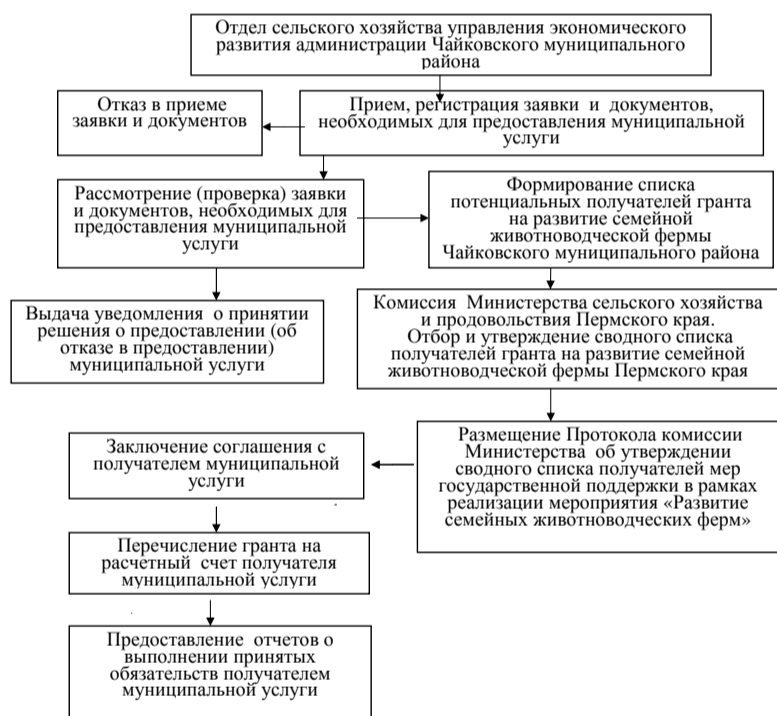 Отдел сельского хозяйства управления экономического
развития администрации Чайковского муниципального
района
Отказ в приеме
заявки и документов
Прием, регистрация заявки и документов,
необходимых для предоставления муниципальной
услуги
Рассмотрение (проверка) заявки
и документов, необходимых для
предоставления муниципальной
услуги
Формирование списка
потенциальных получателей гранта
на развитие семейной
животноводческой фермы
Чайковского муниципального района
Выдача уведомления о принятии
решения о предоставлении (об
отказе в предоставлении)
муниципальной услуги
Комиссия Министерства сельского хозяйства
и продовольствия Пермского края.
Отбор и утверждение сводного списка
получателей гранта на развитие семейной
животноводческой фермы Пермского края
Заключение соглашения с
получателем муниципальной
услуги
Размещение Протокола комиссии
Министерства об утверждении
сводного списка получателей мер
государственной поддержки в рамках
реализации мероприятия «Развитие
семейных животноводческих ферм»
Перечисление гранта на
расчетный счет получателя
муниципальной услуги
Предоставление отчетов о
выполнении принятых
обязательств получателем
муниципальной услуги